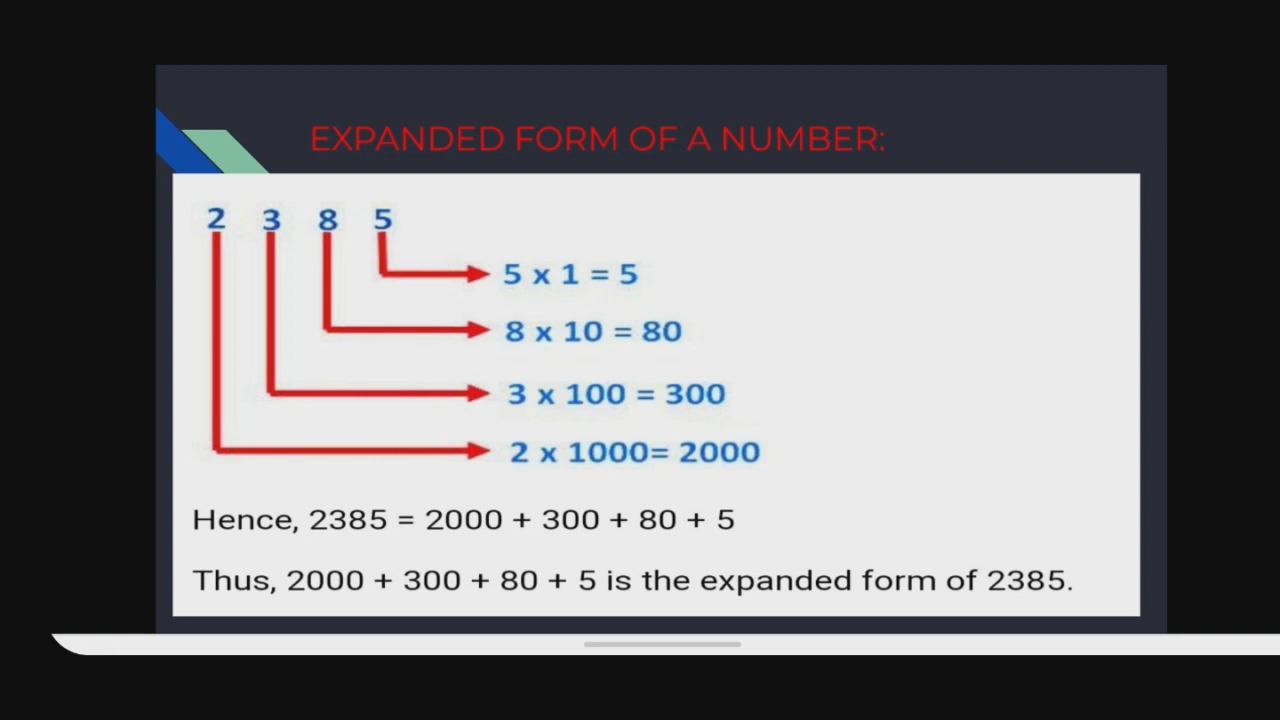 EXPANDED FORM OF A NUMBER:
2 3 8 5
5 x 1 = 5
8 x 10 = 80
3 x 100 = 300
2 x 1000= 2000
Hence, 2385 = 2000 + 300 + 80 + 5
Thus, 2000 + 300 + 80 + 5 is the expanded form of 2385.